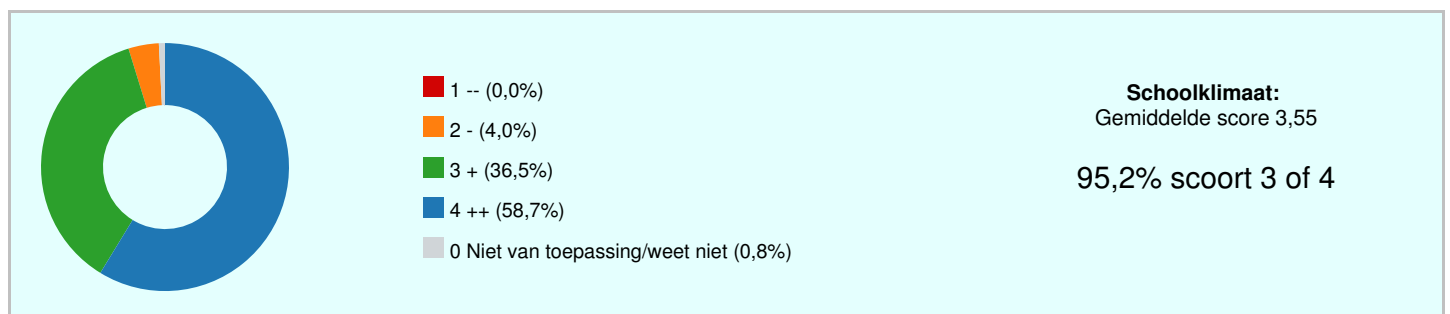 1 -- (0,0%)
2 - (4,0%)
3 + (36,5%)
4 ++ (58,7%)
0 Niet van toepassing/weet niet (0,8%)
Schoolklimaat:
Gemiddelde score 3,55
95,2% scoort 3 of 4